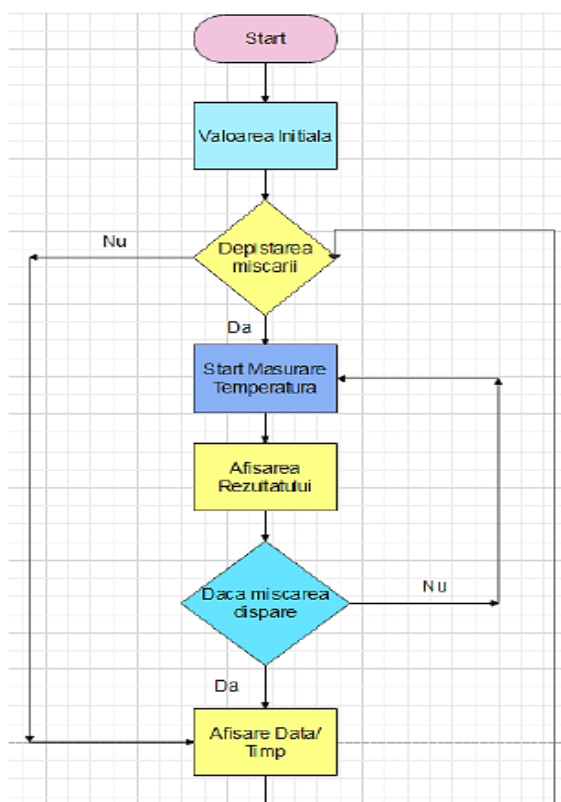 Start
Valoarea Initiala
Nu
Depistarea
miscarii
Da
Start Masurare
Temperatura
Afisarea
Rezultatului
Daca miscarea
dispare
Nu
Da
Afisare Data/
Timp